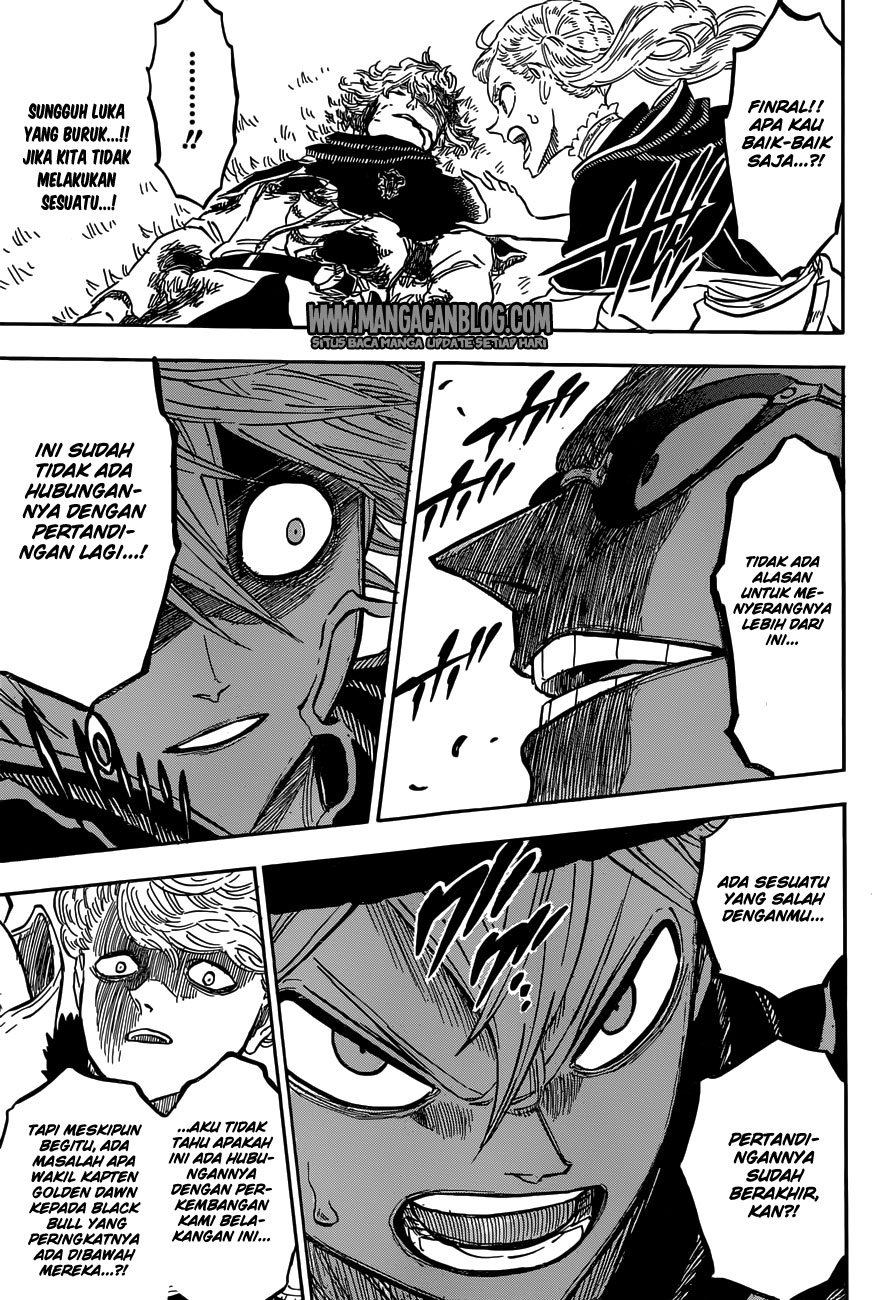 FINRAL!!
APA KAU
BAIK-BAIK
SAJA...?!
.........!!
SUNGGUH LUKA
YANG BURUK...!!
JIKA KITA TIDAK
MELAKUKAN
SESUATU...!
WWW.MANGACANBLOG.COM
SITUS BACA MANGA UPDATE SETIAP HARI
TIDAK ADA
ALASAN
UNTUK ME-
NYERANGNYA
LEBIH DARI
INI...
INI SUDAH
TIDAK ADA
HUBUNGAN-
NYA DENGAN
PERTANDI-
NGAN LAGI...!
ADA SESUATU
YANG SALAH
DENGANMU...
PERTANDI-
NGANNYA
SUDAH
BERAKHIR,
KAN?!
...AKU TIDAK
TAHU APAKAH
INI ADA HUBU-
NGANNYA
DENGAN PER-
KEMBANGAN
KAMI BELA-
KANGAN INI...
TAPI MESKIPUN
BEGITU, ADA
MASALAH APA
WAKIL KAPTEN
GOLDEN DAWN
KEPADA BLACK
BULL YANG
PERINGKATNYA
ADA DIBAWAH
MEREKA...?!